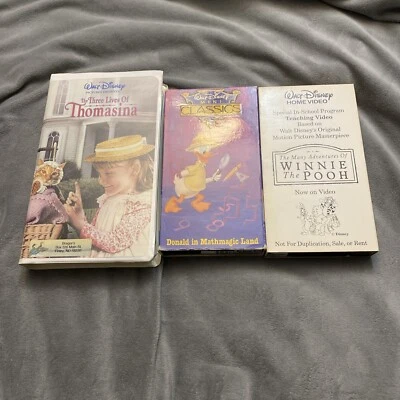 Walt Disney
The Three Lives Of
Thomasina
Walt Disney
MINI
CLASSICS
Donald in Mathmagic Land
Walt Disney
HOME VIDEO
Special In-School Program
Teaching Video
Based on
Walt Disney's Original
Motion Picture Masterpiece
The Many Adventures Of
WINNIE
The POOH
Now on Video
© Disney
Not For Duplication, Sale, or Rent